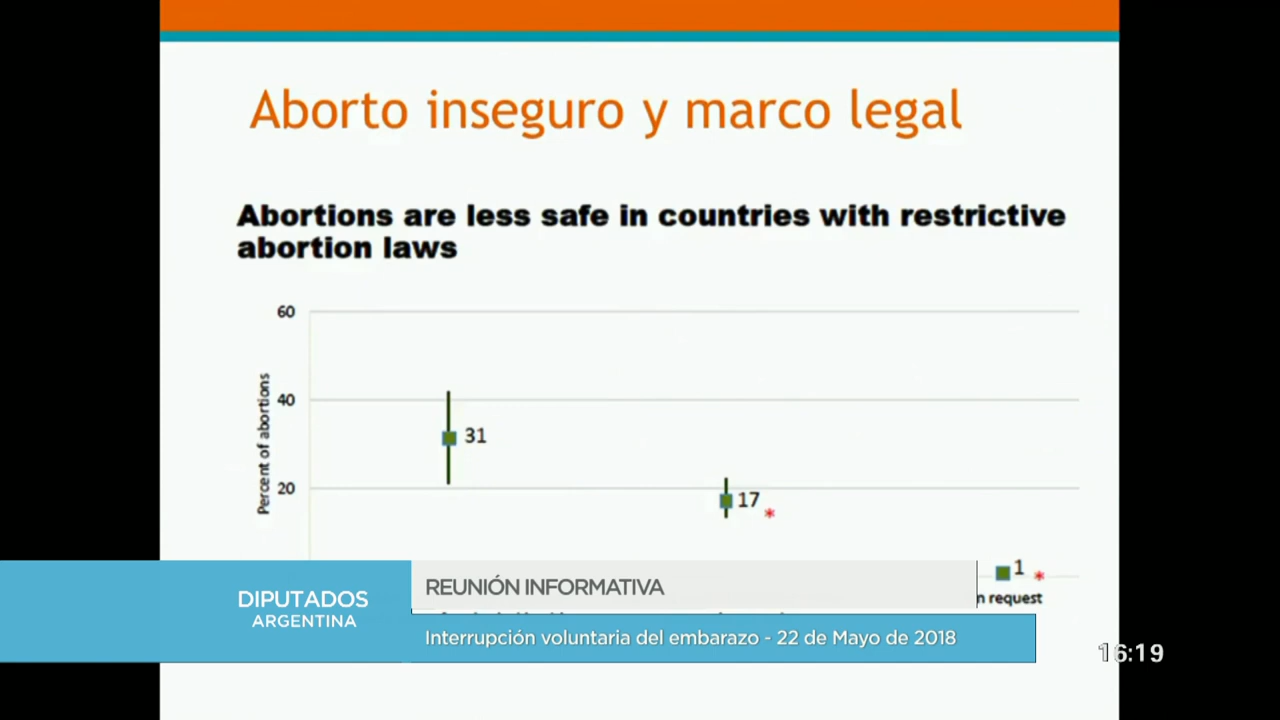 Aborto inseguro y marco legal
Abortions are less safe in countries with restrictive
abortion laws
60
40
20
Percent of abortions
31
17 *
1 *
request
DIPUTADOS
ARGENTINA
REUNIÓN INFORMATIVA
Interrupción voluntaria del embarazo - 22 de Mayo de 2018
16:19